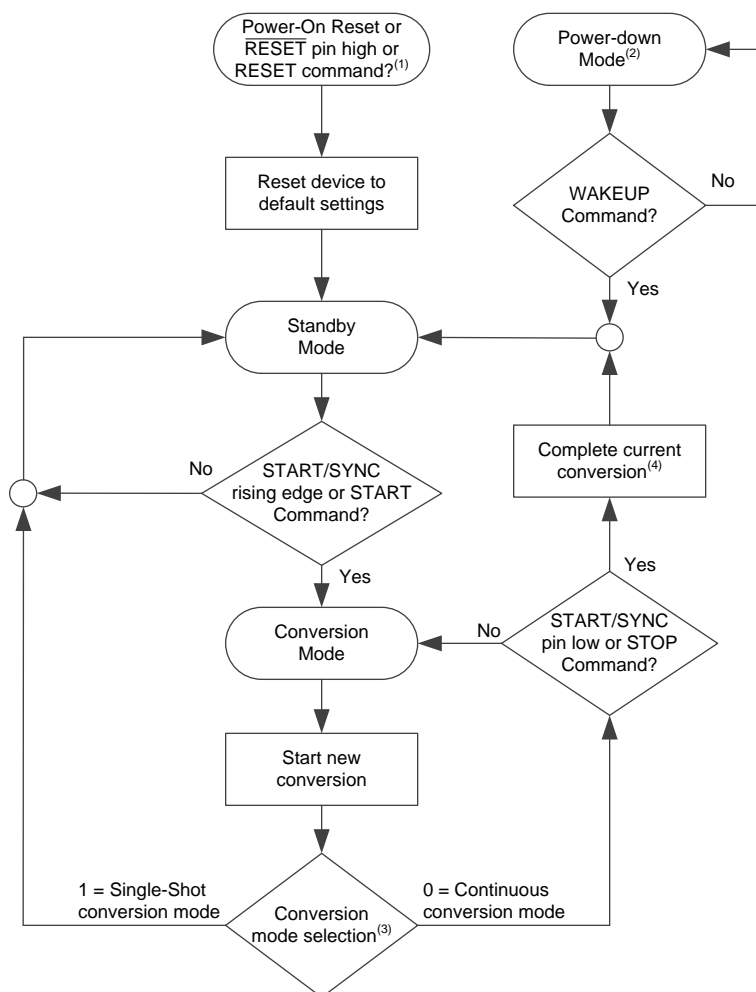 Power-On Reset or
RESET pin high or
RESET command?(1)
Power-down
Mode(2)
Reset device to
default settings
WAKEUP
Command?
No
Yes
Standby
Mode
Complete current
conversion(4)
No
START/SYNC
rising edge or START
Command?
Yes
Yes
Conversion
Mode
No
START/SYNC
pin low or STOP
Command?
Start new
conversion
1 = Single-Shot
conversion mode
0 = Continuous
conversion mode
Conversion
mode selection(3)